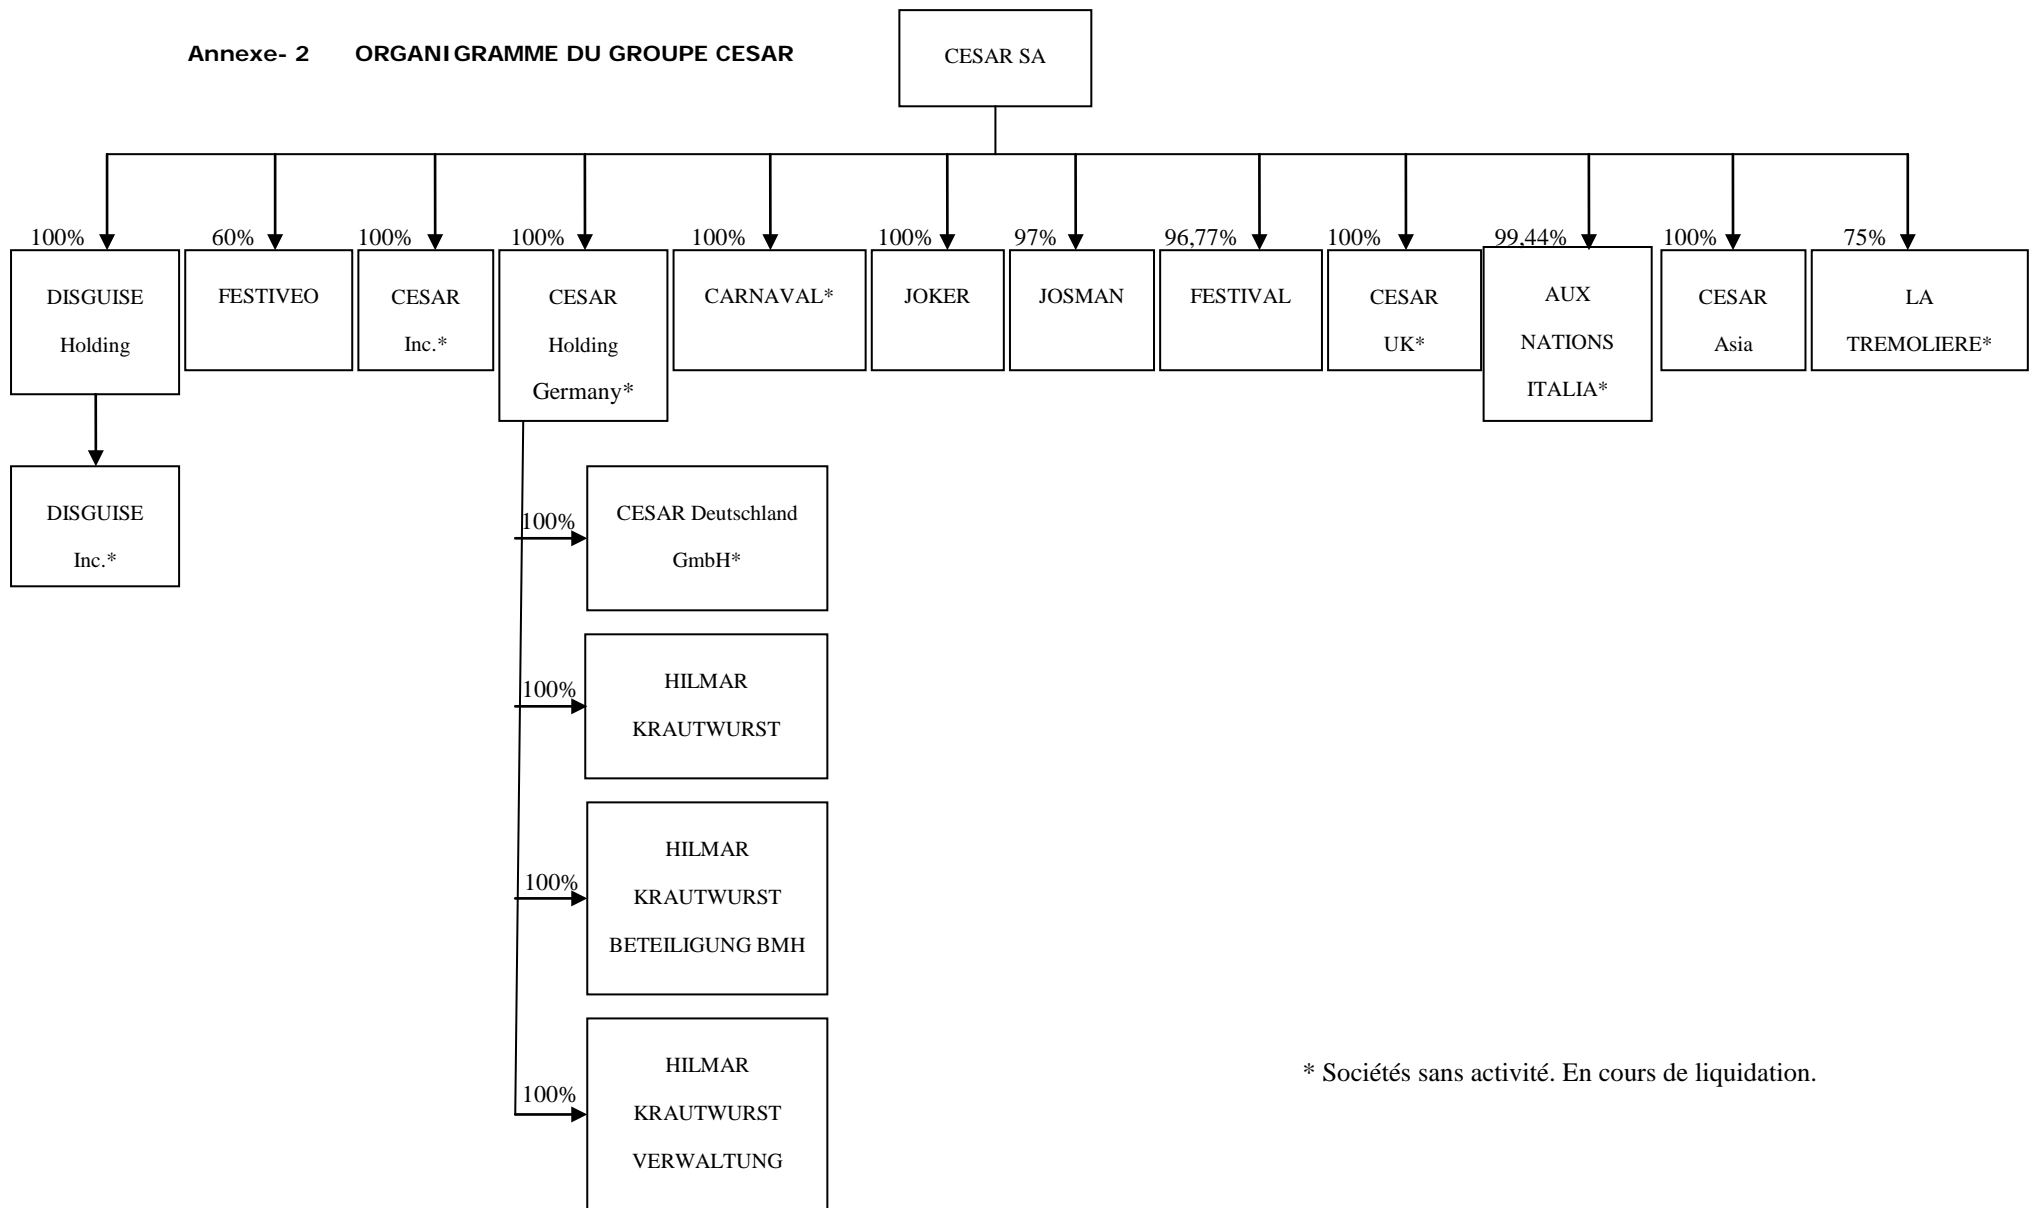 Annexe- 2 ORGANIGRAMME DU GROUPE CESAR
CESAR SA
100%
60%
100%
100%
100%
100%
97%
96,77%
100%
99,44%
100%
75%
DISGUISE
Holding
FESTIVEO
CESAR
Inc.*
CESAR
Holding
Germany*
CARNAVAL*
JOKER
JOSMAN
FESTIVAL
CESAR
UK*
AUX
NATIONS
ITALIA*
CESAR
Asia
LA
TREMOLIERE*
DISGUISE
Inc.*
100%
CESAR Deutschland
GmbH*
100%
HILMAR
KRAUTWURST
100%
HILMAR
KRAUTWURST
BETEILIGUNG BMH
100%
HILMAR
KRAUTWURST
VERWALTUNG
* Sociétés sans activité. En cours de liquidation.